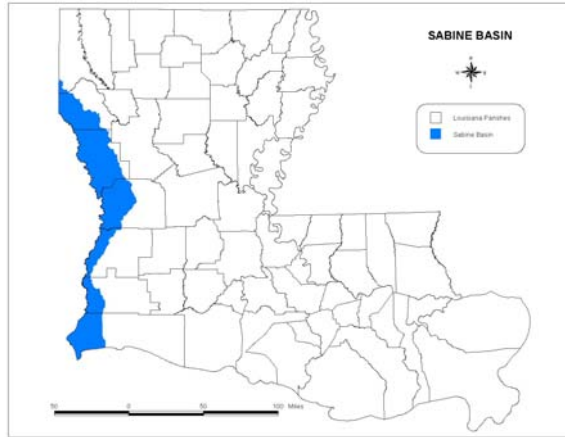 SABINE BASIN
N
W E
S
Louisiana Parishes
Sabine Basin
50 0 50 100 Miles